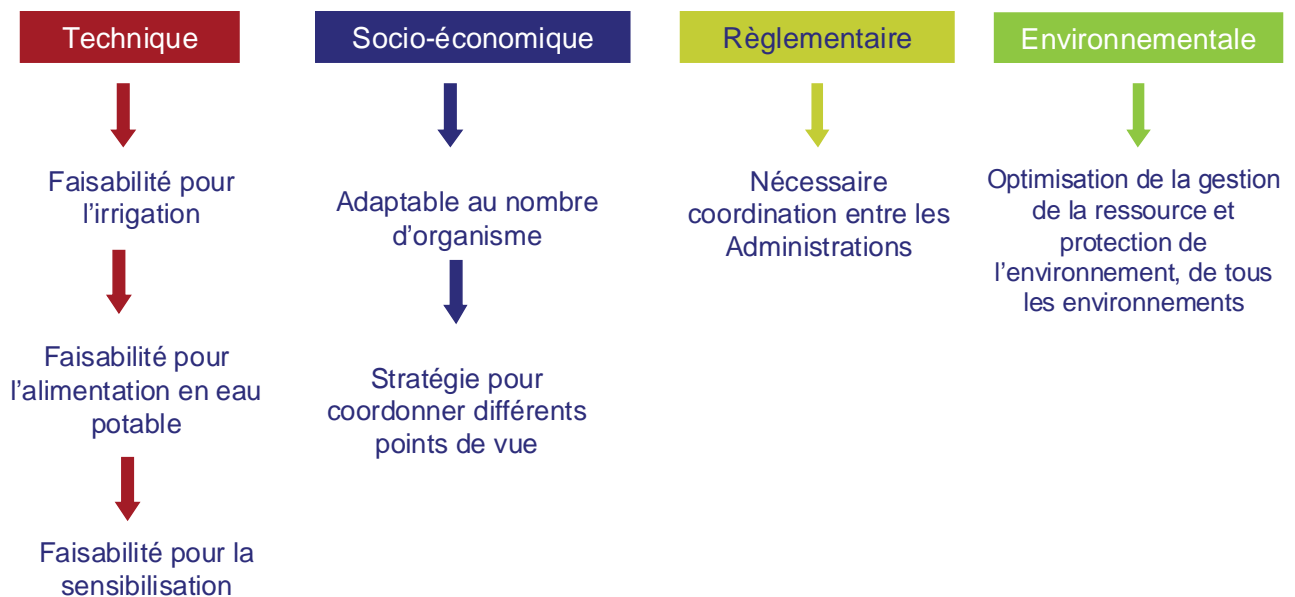 Technique
Faisabilité pour
l'irrigation
Faisabilité pour
l'alimentation en eau
potable
Faisabilité pour la
sensibilisation
Socio-économique
Adaptable au nombre
d'organisme
Stratégie pour
coordonner différents
points de vue
Règlementaire
Nécessaire
coordination entre les
Administrations
Environnementale
Optimisation de la gestion
de la ressource et
protection de
l'environnement, de tous
les environnements